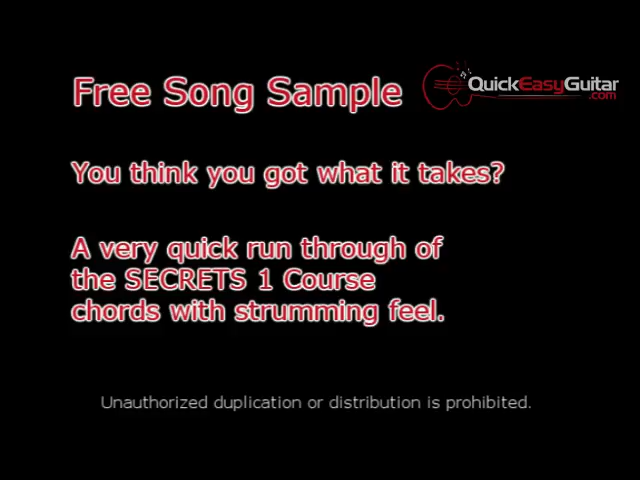 Free Song Sample
QuickEasyGuitar
.com
You think you got what it takes?
A very quick run through of
the SECRETS 1 Course
chords with strumming feel.
Unauthorized duplication or distribution is prohibited.